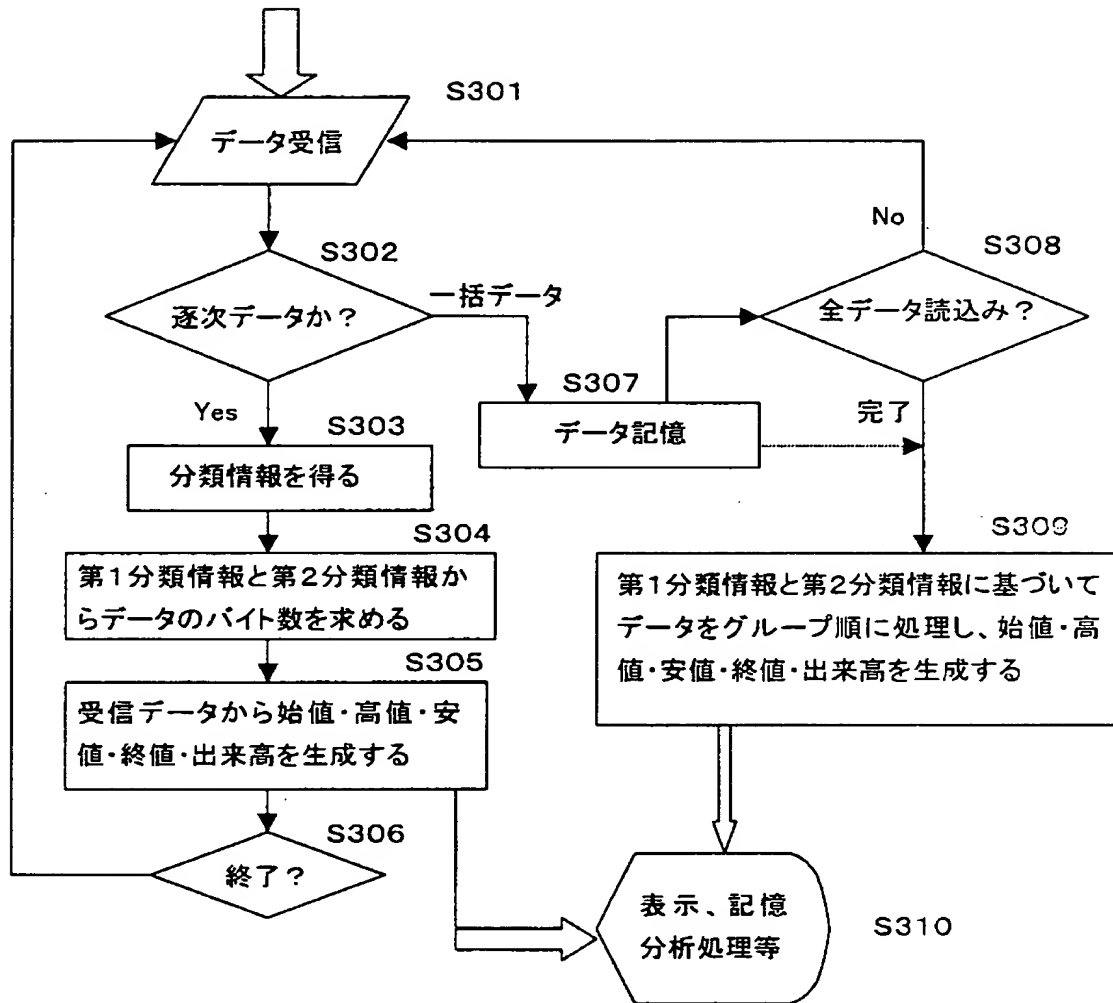 S301
データ受信
No
S302
S308
逐次データか？
一括データ
全データ読込み？
S307
データ記憶
完了
Yes
S303
分類情報を得る
S304
第1分類情報と第2分類情報か
らデータのバイト数を求める
S309
第1分類情報と第2分類情報に基づいて
データをグループ順に処理し、始値・高
値・安値・終値・出来高を生成する
S305
受信データから始値・高値・安
値・終値・出来高を生成する
S306
終了？
表示、記憶
分析処理等
S310